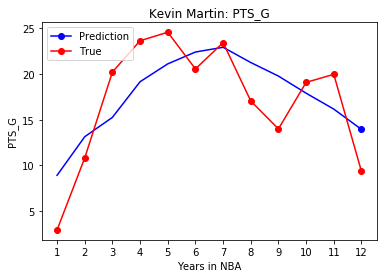 Kevin Martin: PTS_G
Prediction
True
PTS_G
25
20
15
10
5
1 2 3 4 5 6 7 8 9 10 11 12
Years in NBA